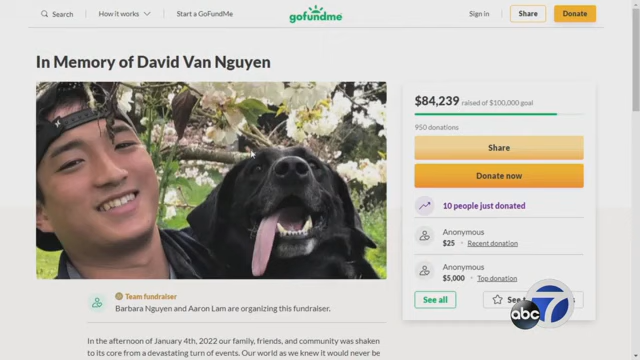 Search
How it works
Start a GoFundMe
gofundme
Sign in
Share
Donate
In Memory of David Van Nguyen
$84,239 raised of $100,000 goal
950 donations
Share
Donate now
10 people just donated
Anonymous
$25 • Recent donation
Anonymous
$5,000 • Top donation
See all
See
abc 7
Team fundraiser
Barbara Nguyen and Aaron Lam are organizing this fundraiser.
In the afternoon of January 4th, 2022 our family, friends, and community was shaken
to its core from a devastating turn of events. Our world as we knew it would never be